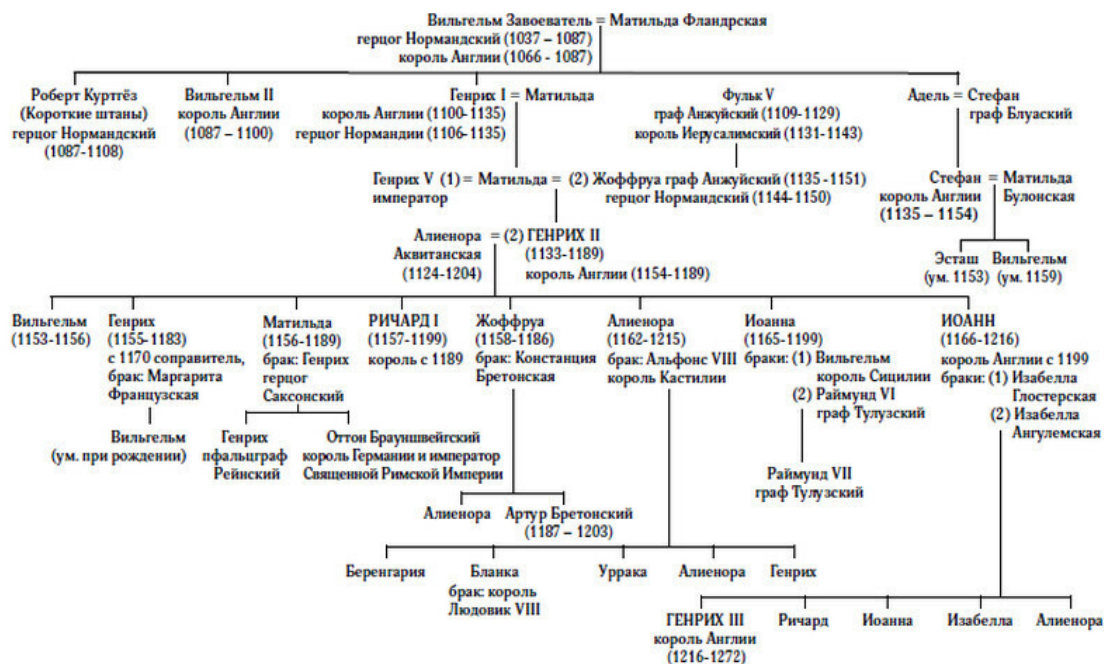 Вильгельм Завоеватель = Матильда Фландрская
герцог Нормандский (1037 – 1087)
король Англии (1066 - 1087)
Роберт Куртгёз
(Короткие штаны)
герцог Нормандский
(1087-1108)
Вильгельм II
король Англии
(1087 – 1100)
Генрих I = Матильда
король Англии (1100-1135)
герцог Нормандии (1106-1135)
Фульк V
граф Анжуйский (1109-1129)
король Иерусалимский (1131-1143)
Адель = Стефан
граф Блуаский
Генрих V (1) = Матильда = (2) Жоффруа граф Анжуйский (1135 - 1151)
император
герцог Нормандский (1144-1150)
Стефан = Матильда
король Англии
Булонская
(1135 – 1154)
Алиенора = (2) ГЕНРИХ II
Аквитанская
(1124-1204)
(1133-1189)
король Англии (1154-1189)
Эсташ
(ум. 1153)
Вильгельм
(ум. 1159)
Вильгельм
(1153-1156)
Генрих
(1155-1183)
с 1170 соправитель,
брак: Маргарита
Французская
Матильда
(1156-1189)
брак: Генрих
герцог
Саксонский
РИЧАРД I
(1157-1199)
король с 1189
Жоффруа
(1158-1186)
брак: Констанция
Бретонская
Алиенора
(1162-1215)
брак: Альфонс VIII
король Кастилии
Иоанна
(1165-1199)
браки: (1) Вильгельм
король Сицилии
(2) Раймунд VI
граф Тулузский
ИОАНН
(1166-1216)
король Англии с 1199
браки: (1) Изабелла
Глостерская
(2) Изабелла
Ангулемская
Вильгельм
(ум. при рождении)
Генрих
пфальцграф
Рейнский
Оттон Брауншвейгский
король Германии и император
Священной Римской Империи
Раймунд VII
граф Тулузский
Алиенора
Артур Бретонский
(1187 – 1203)
Беренгария
Бланка
брак: король
Людовик VIII
Уррака
Алиенора
Генрих
ГЕНРИХ III
король Англии
(1216-1272)
Ричард
Иоанна
Изабелла
Алиенора